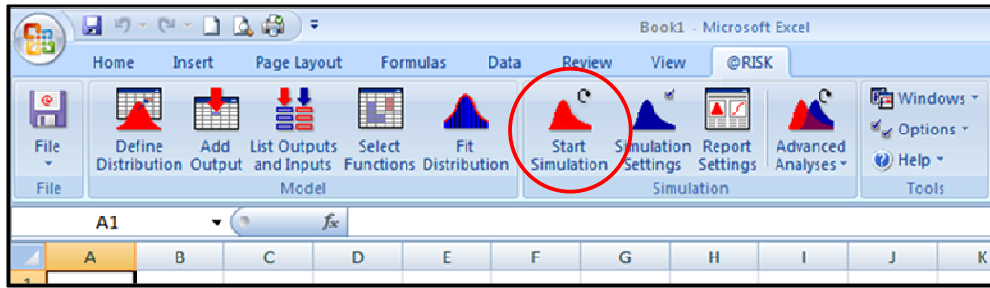 Book1 - Microsoft Excel
Home Insert Page Layout Formulas Data Review View @RISK
File
Define Distribution
Add Output
List Outputs and Inputs
Select Functions
Fit Distribution
Start Simulation
Simulation Settings
Report Settings
Advanced Analyses
Windows
Options
Help
File Model Simulation Tools
A1 fx
A B C D E F G H I J K
1